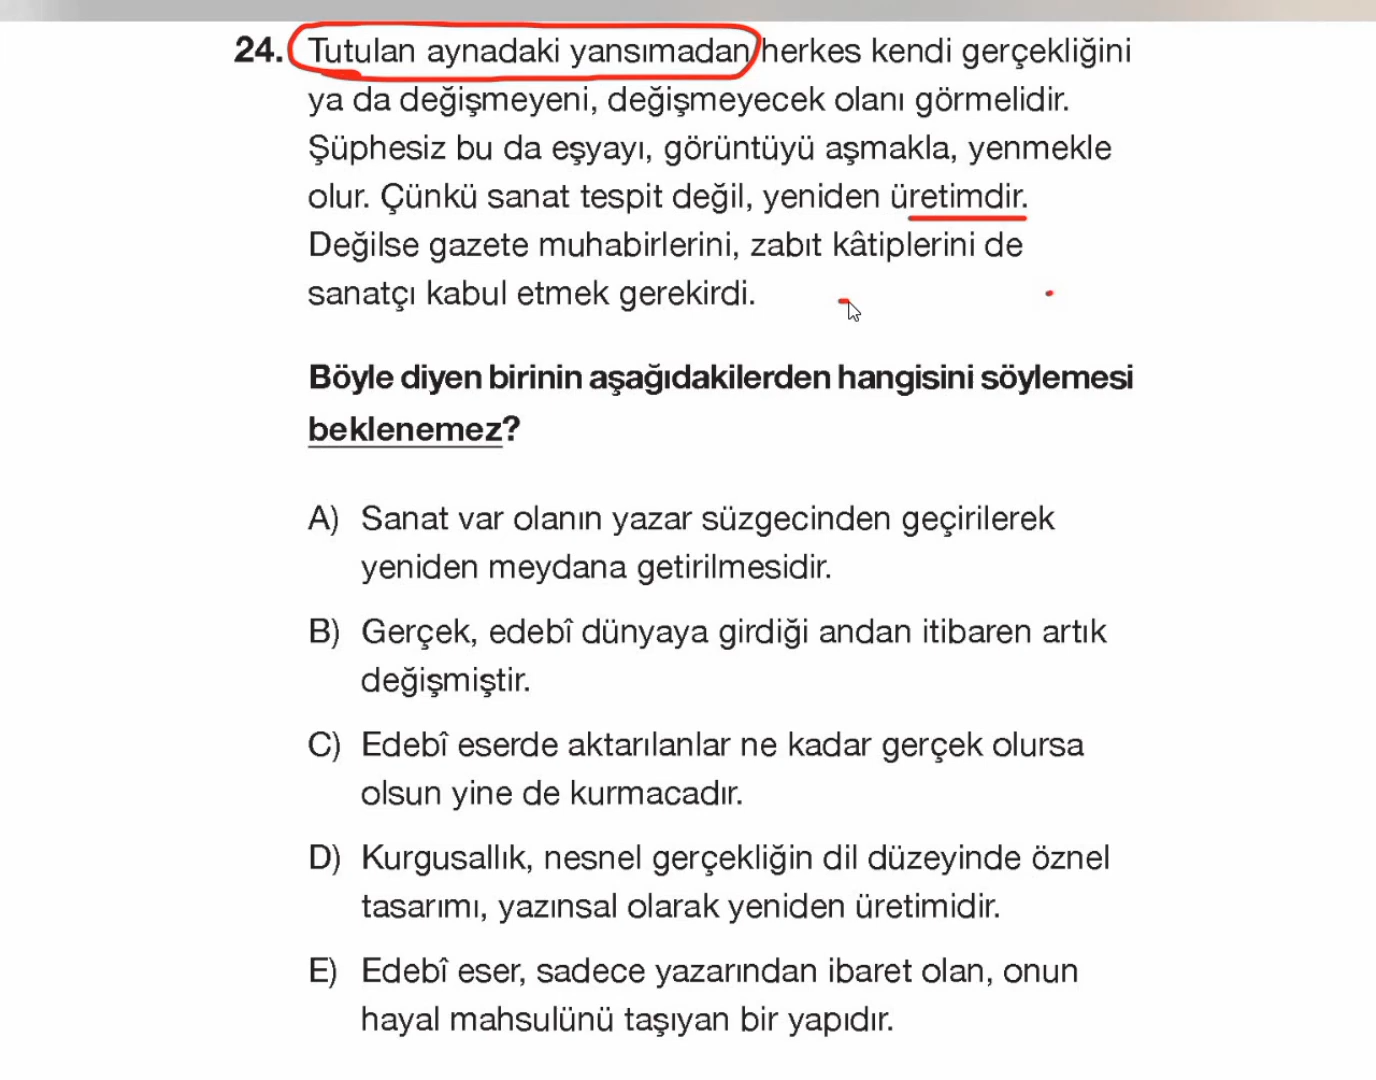 24. Tutulan aynadaki yansımadan herkes kendi gerçekliğini
ya da değişmeyeni, değişmeyecek olanı görmelidir.
Şüphesiz bu da eşyayı, görüntüyü aşmakla, yenmekle
olur. Çünkü sanat tespit değil, yeniden üretimdir.
Değilse gazete muhabirlerini, zabıt kâtiplerini de
sanatçı kabul etmek gerekirdi.
Böyle diyen birinin aşağıdakilerden hangisini söylemesi
beklenemez?
A) Sanat var olanın yazar süzgecinden geçirilerek
yeniden meydana getirilmesidir.
B) Gerçek, edebî dünyaya girdiği andan itibaren artık
değişmiştir.
C) Edebî eserde aktarılanlar ne kadar gerçek olursa
olsun yine de kurmacadır.
D) Kurgusallık, nesnel gerçekliğin dil düzeyinde öznel
tasarımı, yazınsal olarak yeniden üretimidir.
E) Edebî eser, sadece yazarından ibaret olan, onun
hayal mahsulünü taşıyan bir yapıdır.